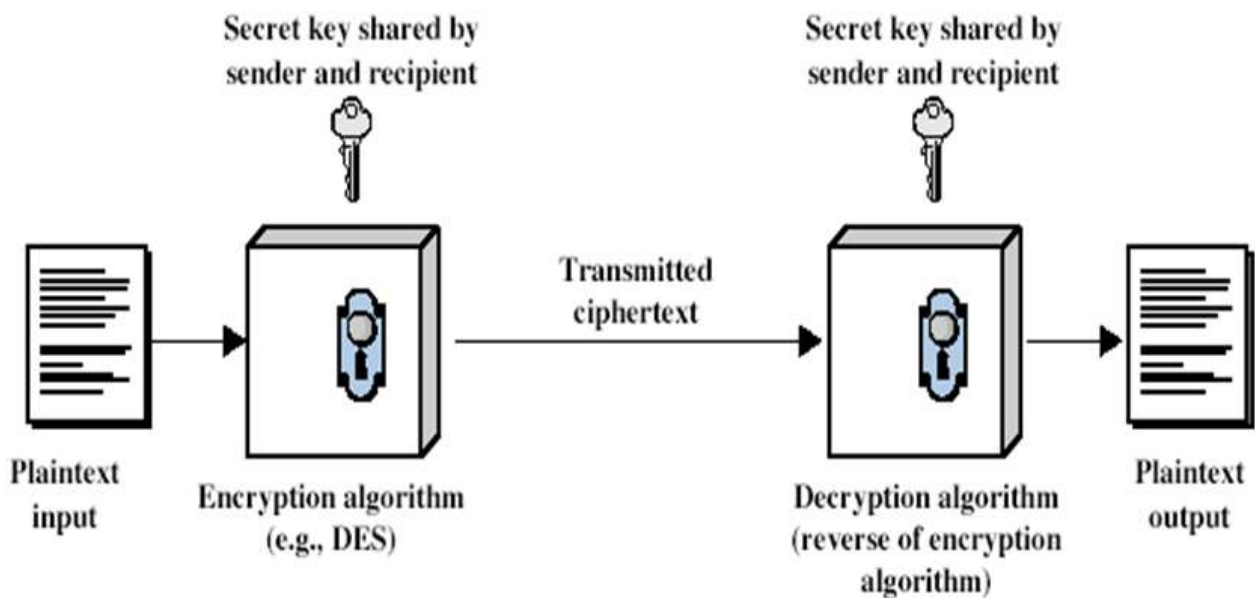 Secret key shared by
sender and recipient
Secret key shared by
sender and recipient
Transmitted
ciphertext
Plaintext
input
Encryption algorithm
(e.g., DES)
Decryption algorithm
(reverse of encryption
algorithm)
Plaintext
output